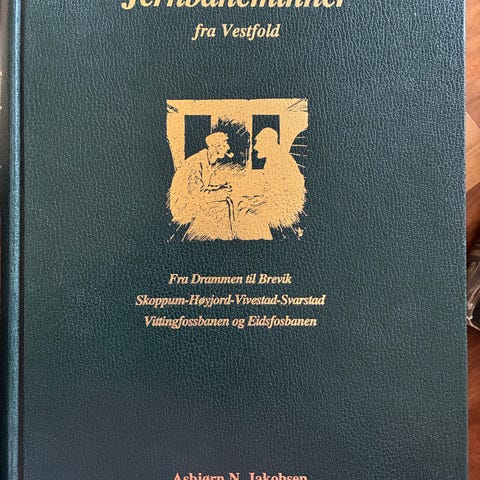 Jernbaneminner
fra Vestfold
Fra Drammen til Brevik
Skoppum-Høyjord-Vivestad-Svarstad
Vittingfossbanen og Eidsfosbanen
Asbjørn N. Jakobsen